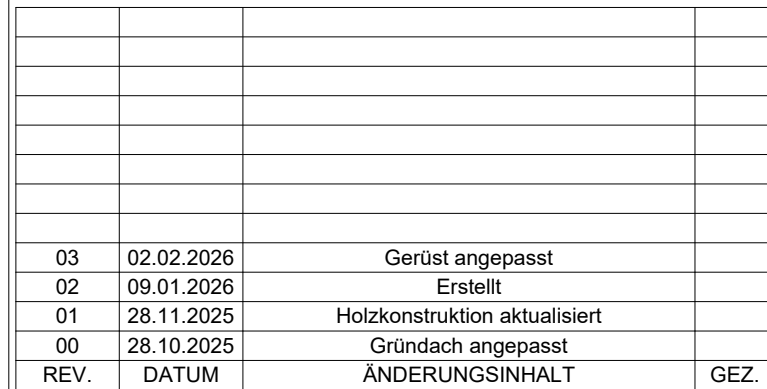 03 02.02.2026 Gerüst angepasst
02 09.01.2026 Erstellt
01 28.11.2025 Holzkonstruktion aktualisiert
00 28.10.2025 Gründach angepasst
REV. DATUM ÄNDERUNGSINHALT GEZ.